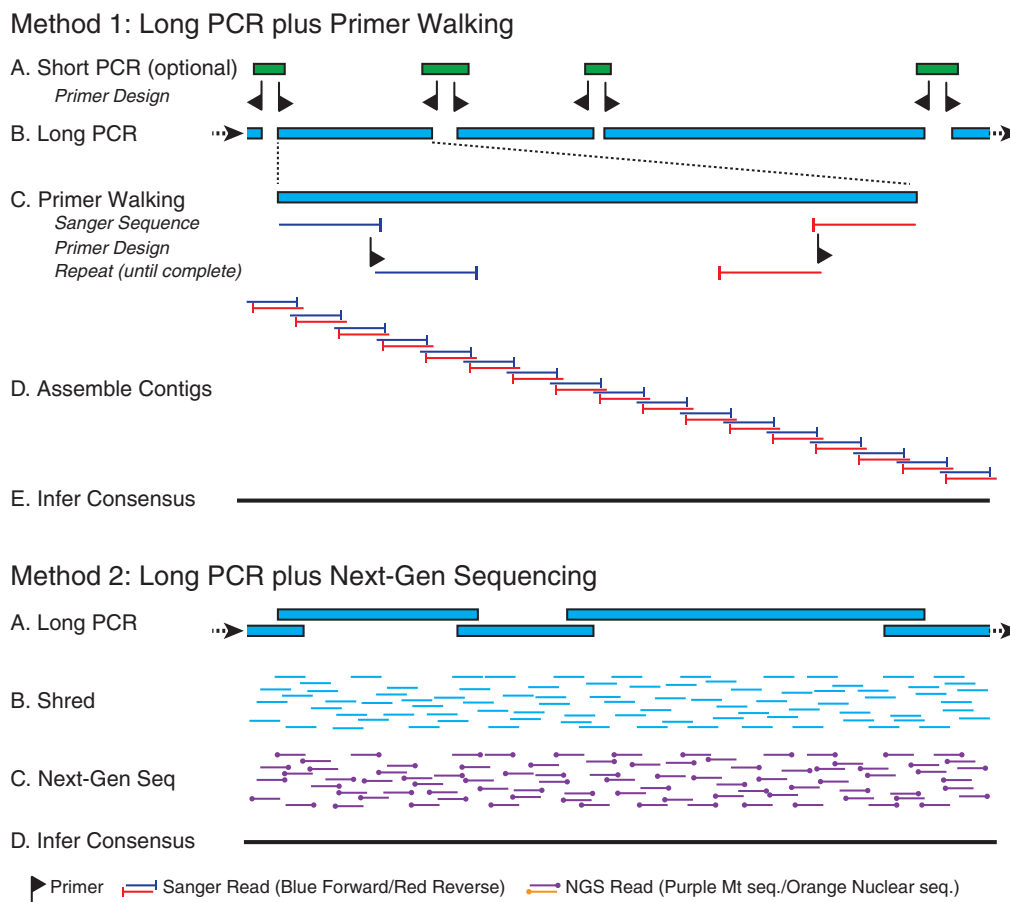 Method 1: Long PCR plus Primer Walking
A. Short PCR (optional)
Primer Design
B. Long PCR
C. Primer Walking
Sanger Sequence
Primer Design
Repeat (until complete)
D. Assemble Contigs
E. Infer Consensus
Method 2: Long PCR plus Next-Gen Sequencing
A. Long PCR
B. Shred
C. Next-Gen Seq
D. Infer Consensus
Primer Sanger Read (Blue Forward/Red Reverse) NGS Read (Purple Mt seq./Orange Nuclear seq.)